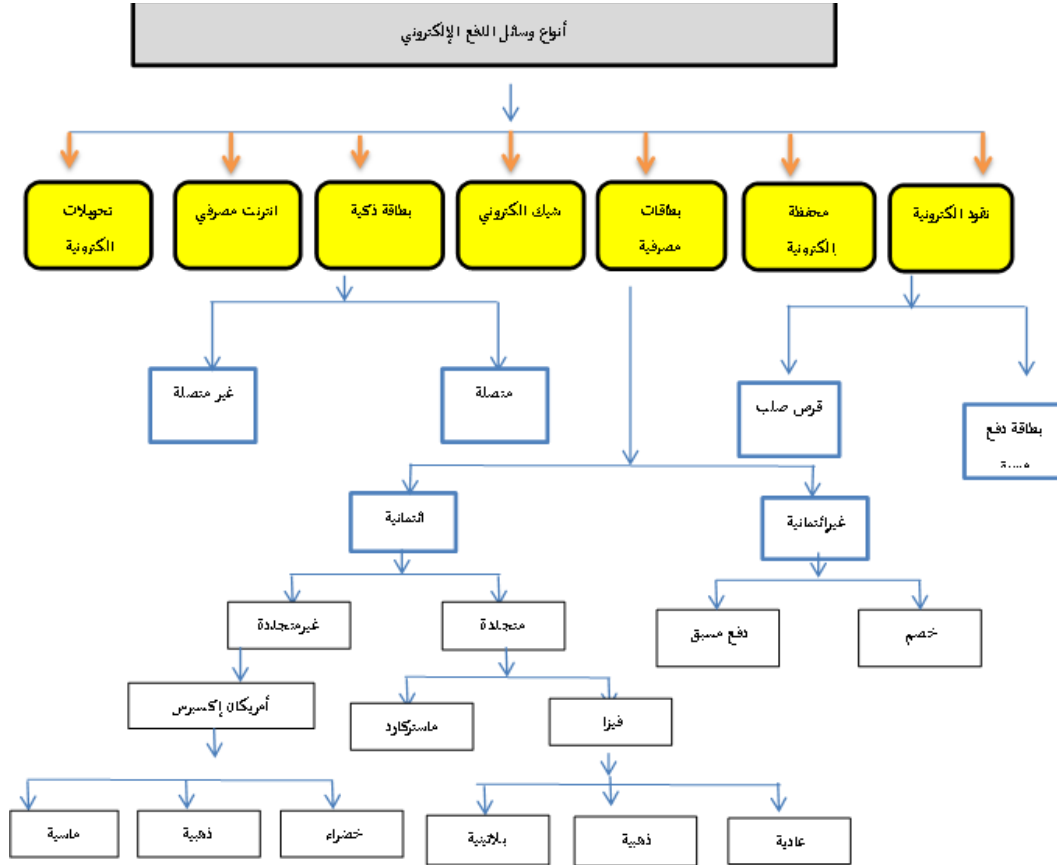 أنواع وسائل الدفع الإلكتروني
نقود الكترونية
محفظة
إلكترونية
بطاقات
مصرفية
شيك الكتروني
بطاقة ذكية
انترنت مصرفي
تحويلات
الكترونية
بطاقة دفع
قرص صلب
متصلة
غير متصلة
غيرائتمانية
ائتمانية
خصم
دفع مسبق
متجددة
غيرمتجددة
فيزا
ماستركارد
أمريكان إكسبرس
عادية
ذهبية
بلاتينية
خضراء
ذهبية
ماسية